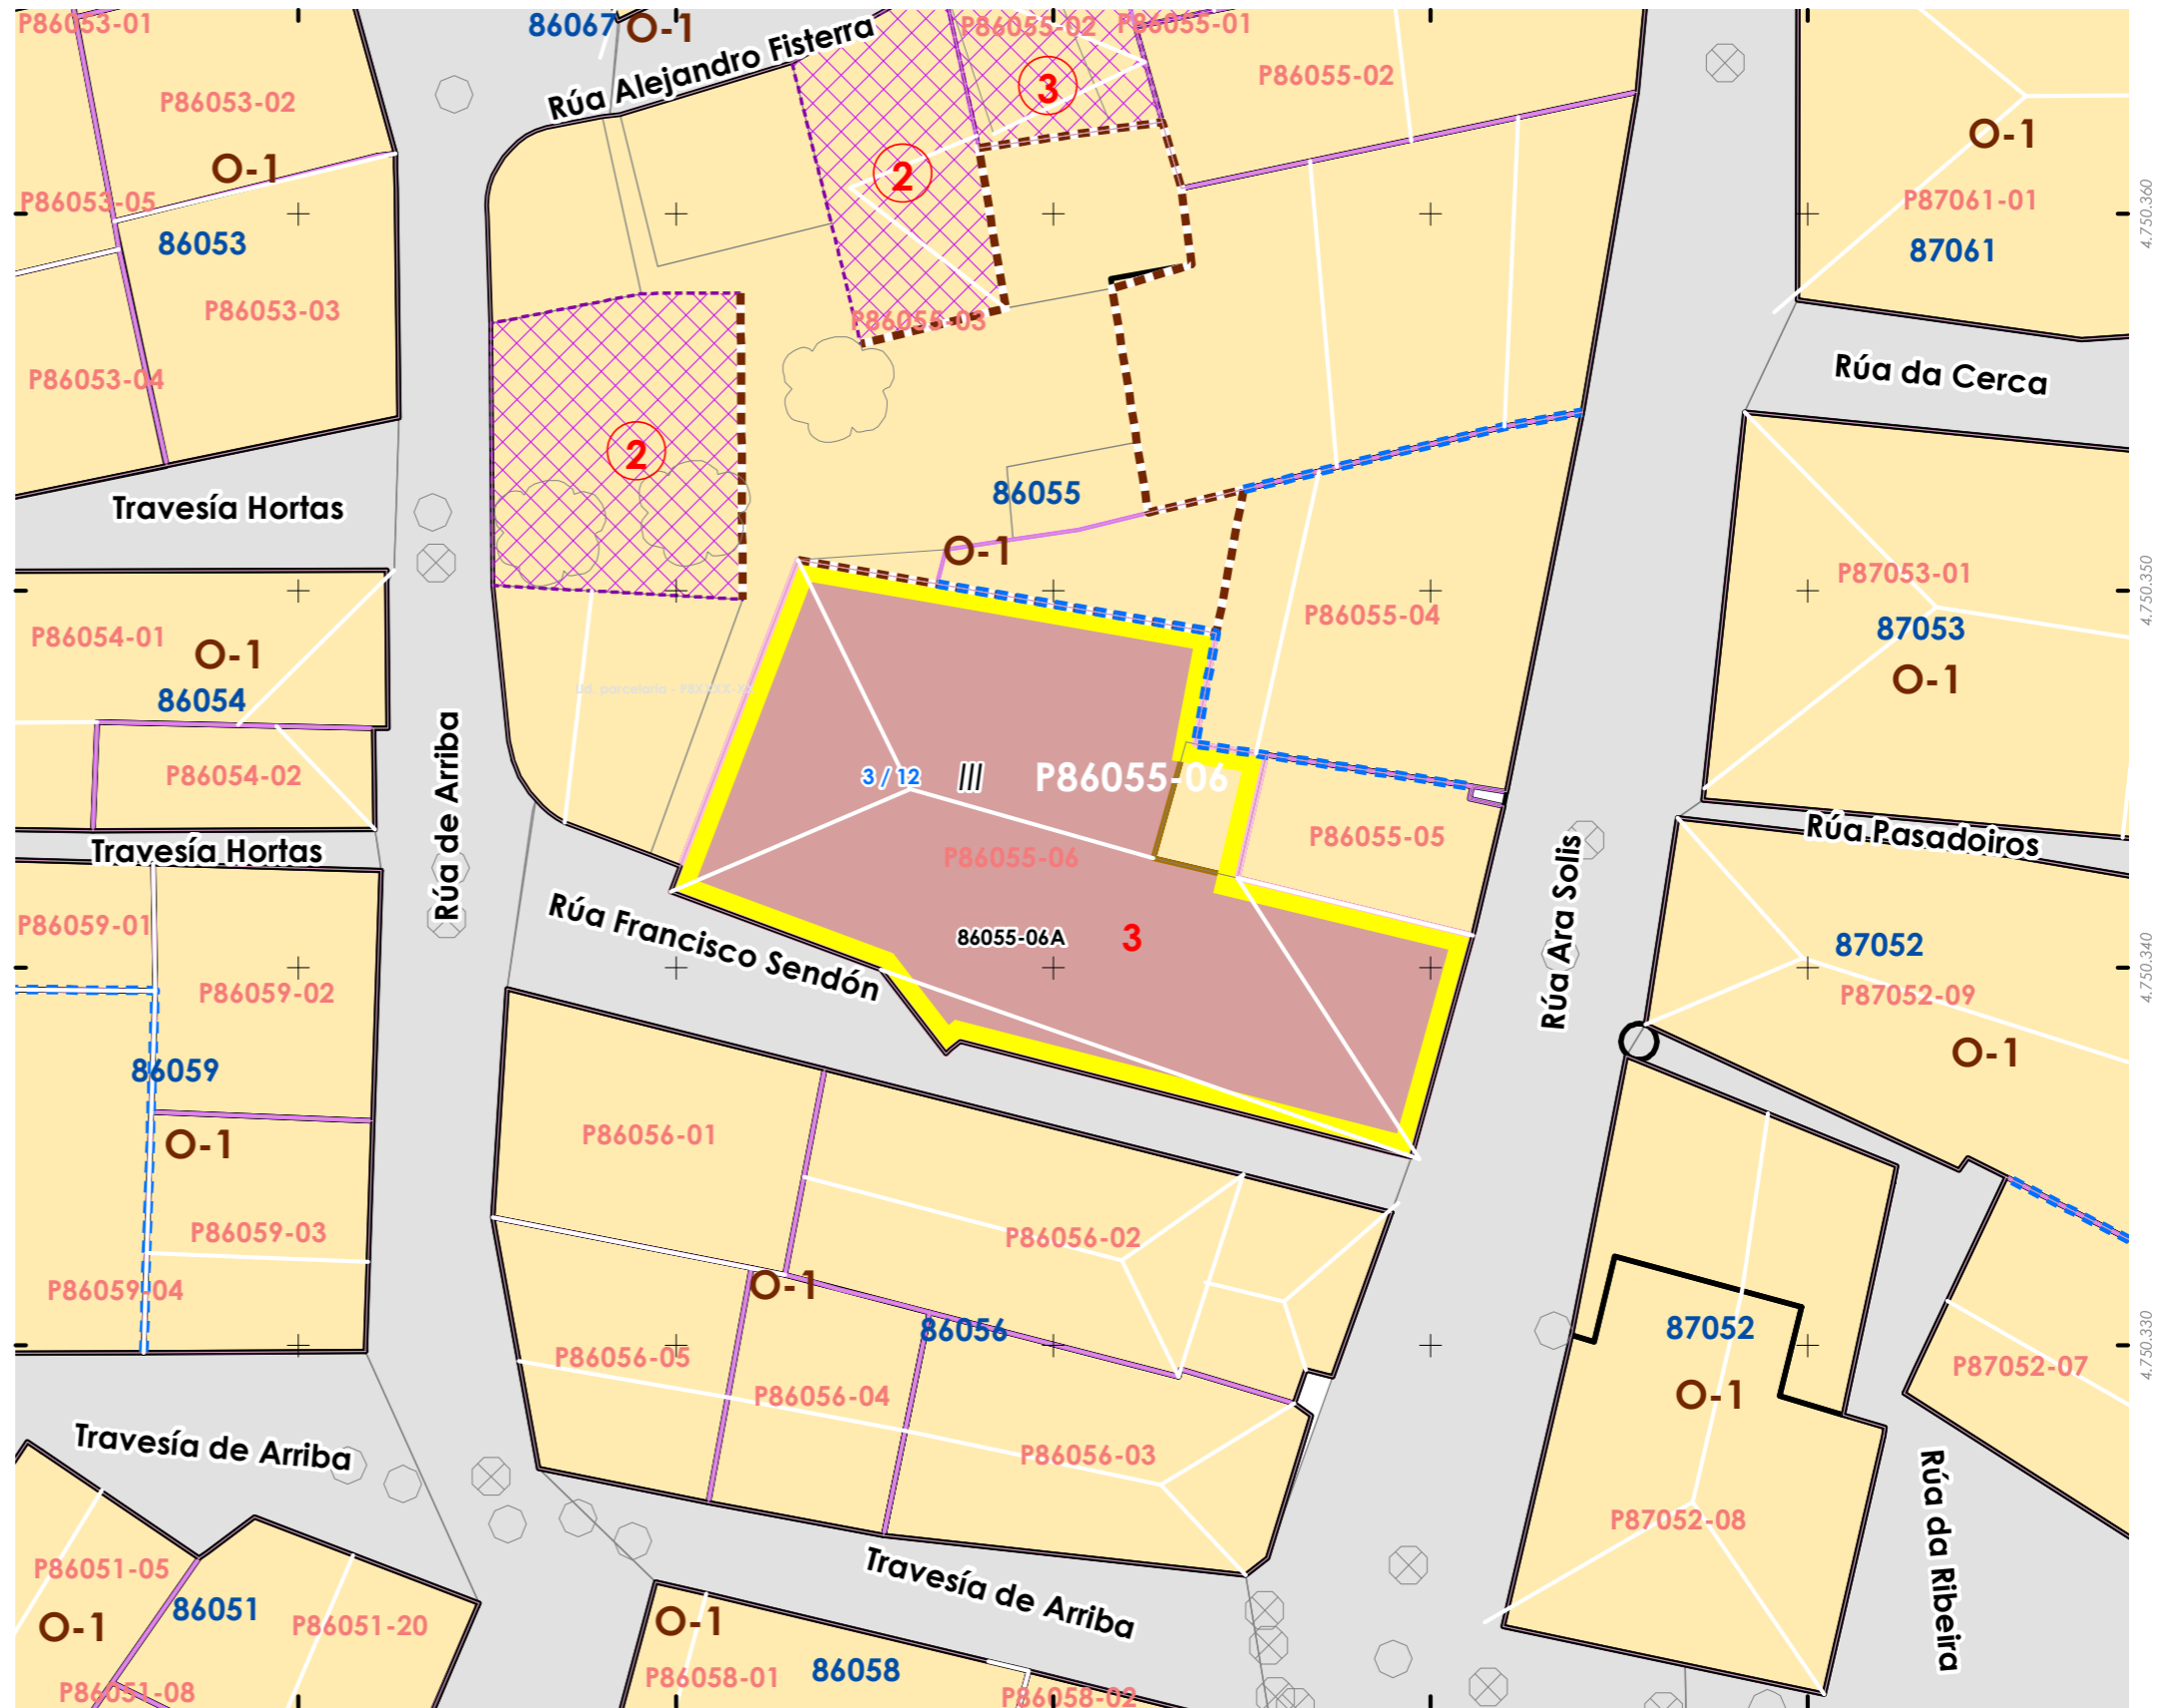 P86053-01
86067
O-1
P86055-02
P86055-01
Rúa Alejandro Fisterra
P86055-02
3
P86053-02
O-1
O-1
2
P86053-05
P87061-01
86053
87061
4.750.360
P86053-03
P86055-03
P86053-04
Rúa da Cerca
2
86055
Travesía Hortas
O-1
P87053-01
4.750.350
P86054-01
P86055-04
87053
O-1
O-1
86054
Ud. parcelaria - P8XXXX-XX
P86054-02
3 / 12
III
P86055-06
P86055-05
Rúa Pasadoiros
Travesía Hortas
Rúa de Arriba
P86055-06
Rúa Ara Solis
P86059-01
Rúa Francisco Sendón
86055-06A
3
87052
P86059-02
P87052-09
4.750.340
86059
O-1
O-1
P86056-01
P86059-03
P86056-02
P86059-04
O-1
86056
87052
4.750.330
P86056-05
P86056-04
O-1
P87052-07
Travesía de Arriba
P86056-03
P87052-08
Rúa da Ribeira
P86051-05
Travesía de Arriba
86051
O-1
P86051-20
O-1
P86058-01
86058
P86051-08
P86058-02